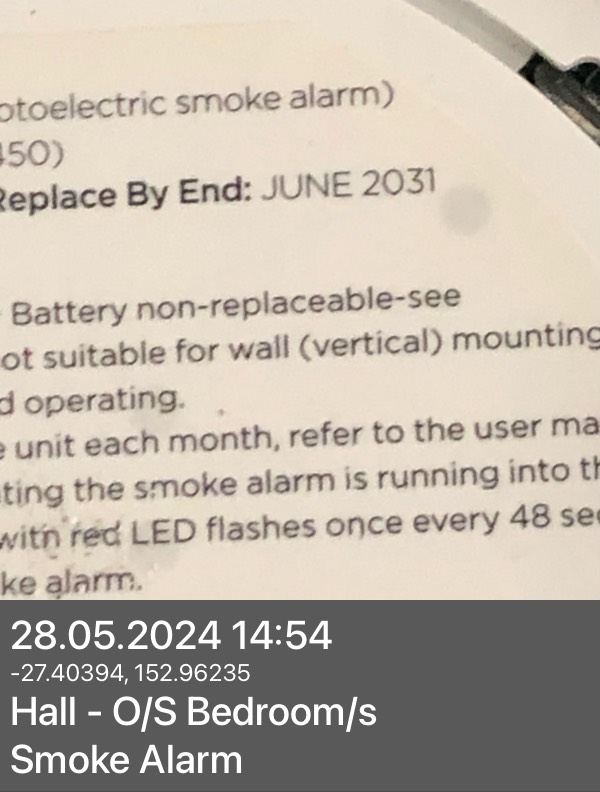 otoelectric smoke alarm)
450)
Replace By End: JUNE 2031
Battery non-replaceable-see
ot suitable for wall (vertical) mounting
d operating.
e unit each month, refer to the user ma
ting the smoke alarm is running into th
with red LED flashes once every 48 sec
ke alarm.
28.05.2024 14:54
-27.40394, 152.96235
Hall - O/S Bedroom/s
Smoke Alarm